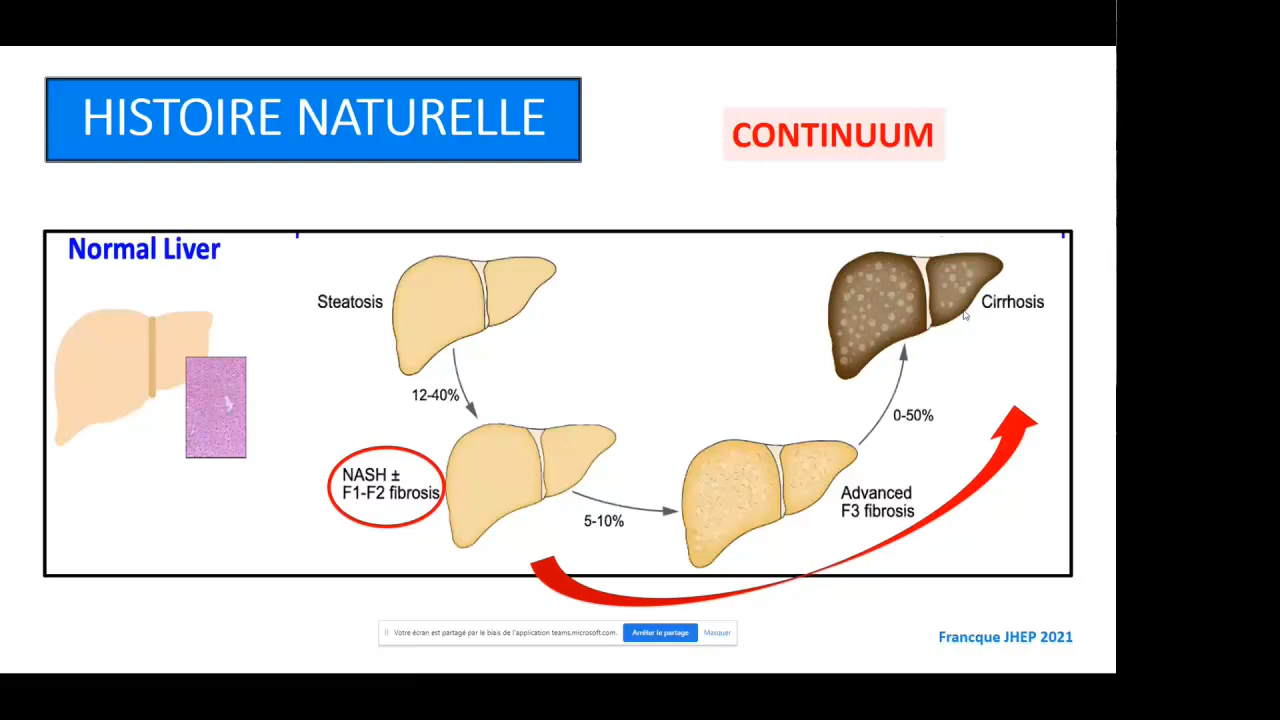 HISTOIRE NATURELLE
CONTINUUM
Normal Liver
Steatosis
Cirrhosis
12-40%
0-50%
NASH ±
F1-F2 fibrosis
Advanced
F3 fibrosis
5-10%
Votre écran est partagé par le biais de l'application teams.microsoft.com.
Arrêter le partage
Masquer
Francque JHEP 2021